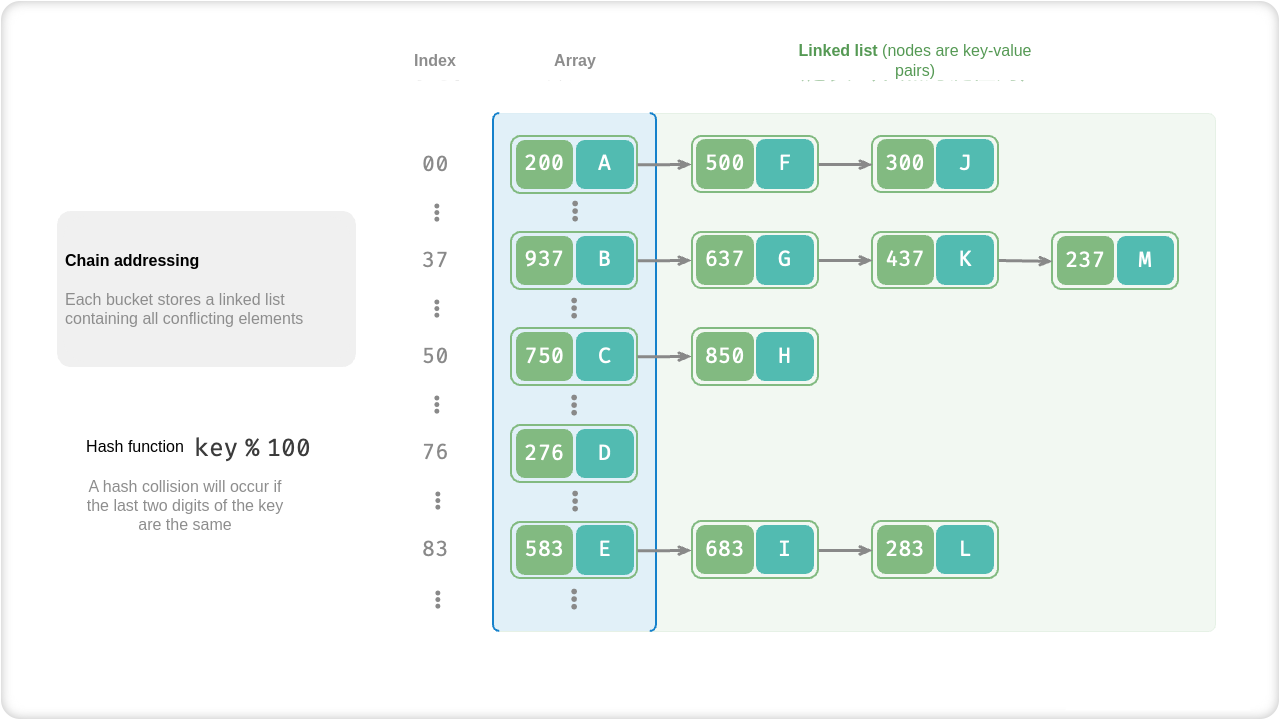 Index Array Linked list (nodes are key-value
pairs)
00 200 A 500 F 300 J
37 937 B 637 G 437 K 237 M
Chain addressing
Each bucket stores a linked list
containing all conflicting elements
50 750 C 850 H
Hash function key % 100
76 276 D
A hash collision will occur if
the last two digits of the key
are the same
83 583 E 683 I 283 L